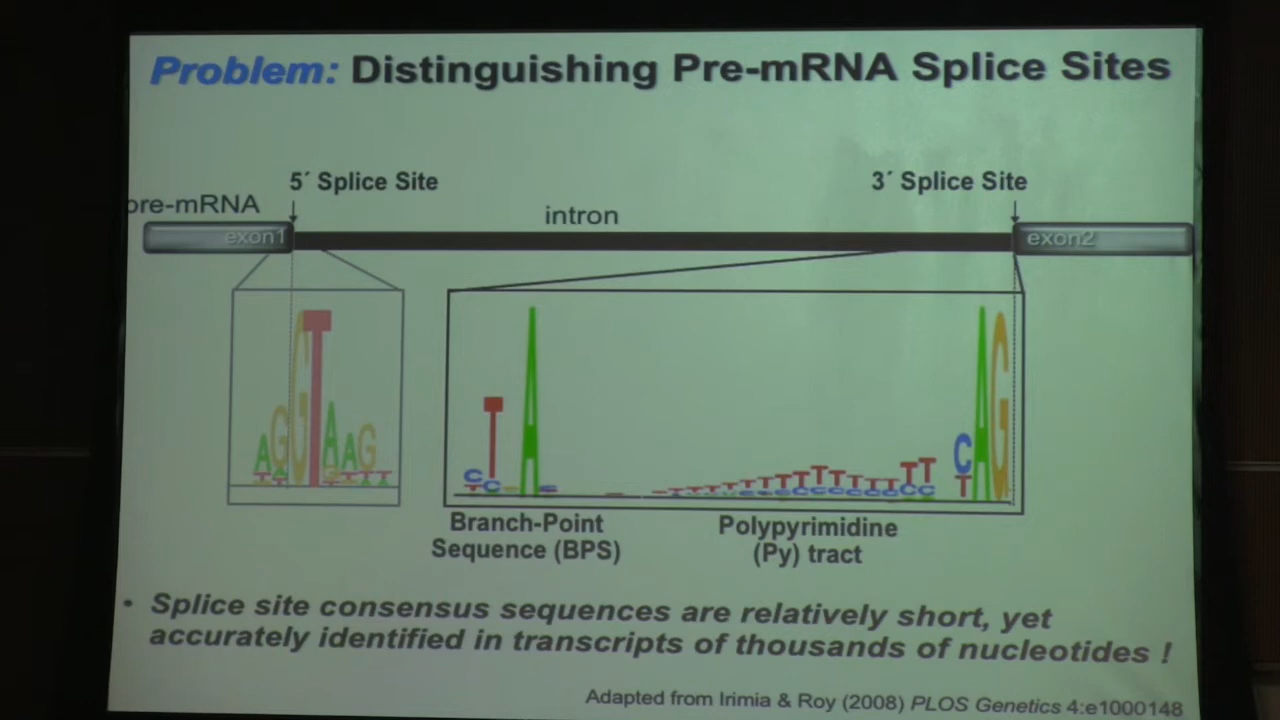 Problem: Distinguishing Pre-mRNA Splice Sites
5´ Splice Site
3´ Splice Site
pre-mRNA
intron
exon1
exon2
Branch-Point
Sequence (BPS)
Polypyrimidine
(Py) tract
• Splice site consensus sequences are relatively short, yet
accurately identified in transcripts of thousands of nucleotides !
Adapted from Irimia & Roy (2008) PLOS Genetics 4:e1000148